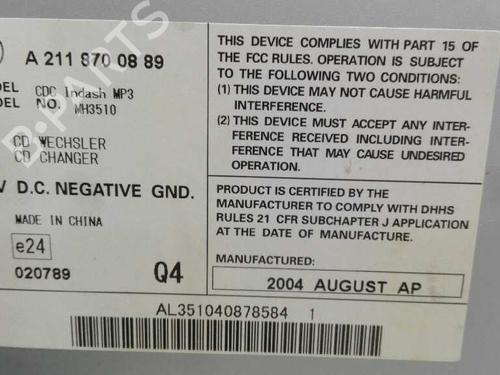 A 211 870 08 89
DEL CDC Indash MP3
DEL NO. MH3510
CD WECHSLER
CD CHANGER
V D.C. NEGATIVE GND.
MADE IN CHINA
e24
020789
Q4
THIS DEVICE COMPLIES WITH PART 15 OF
THE FCC RULES. OPERATION IS SUBJECT
TO THE FOLLOWING TWO CONDITIONS:
(1) THIS DEVICE MAY NOT CAUSE HARMFUL
INTERFERENCE.
(2) THIS DEVICE MUST ACCEPT ANY INTER-
FERENCE RECEIVED INCLUDING INTER-
FERENCE THAT MAY CAUSE UNDESIRED
OPERATION.
PRODUCT IS CERTIFIED BY THE
MANUFACTURER TO COMPLY WITH DHHS
RULES 21 CFR SUBCHAPTER J APPLICATION
AT THE DATE OF MANUFACTURE.
MANUFACTURED:
2004 AUGUST AP
AL351040878584 1
B-PARTS